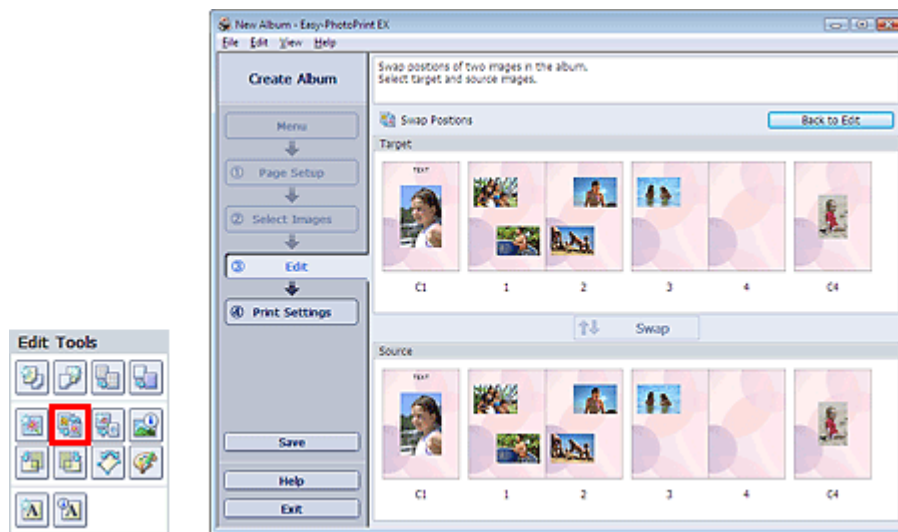 New Album - Easy-PhotoPrint EX
File Edit View Help
Create Album
Swap positions of two images in the album.
Select target and source images.
Menu
Swap Positions
Back to Edit
Target
① Page Setup
TEXT
② Select Images
③ Edit
C1 1 2 3 4 C4
④ Print Settings
Swap
Edit Tools
Source
TEXT
Save
Help
C1 1 2 3 4 C4
Exit
A A